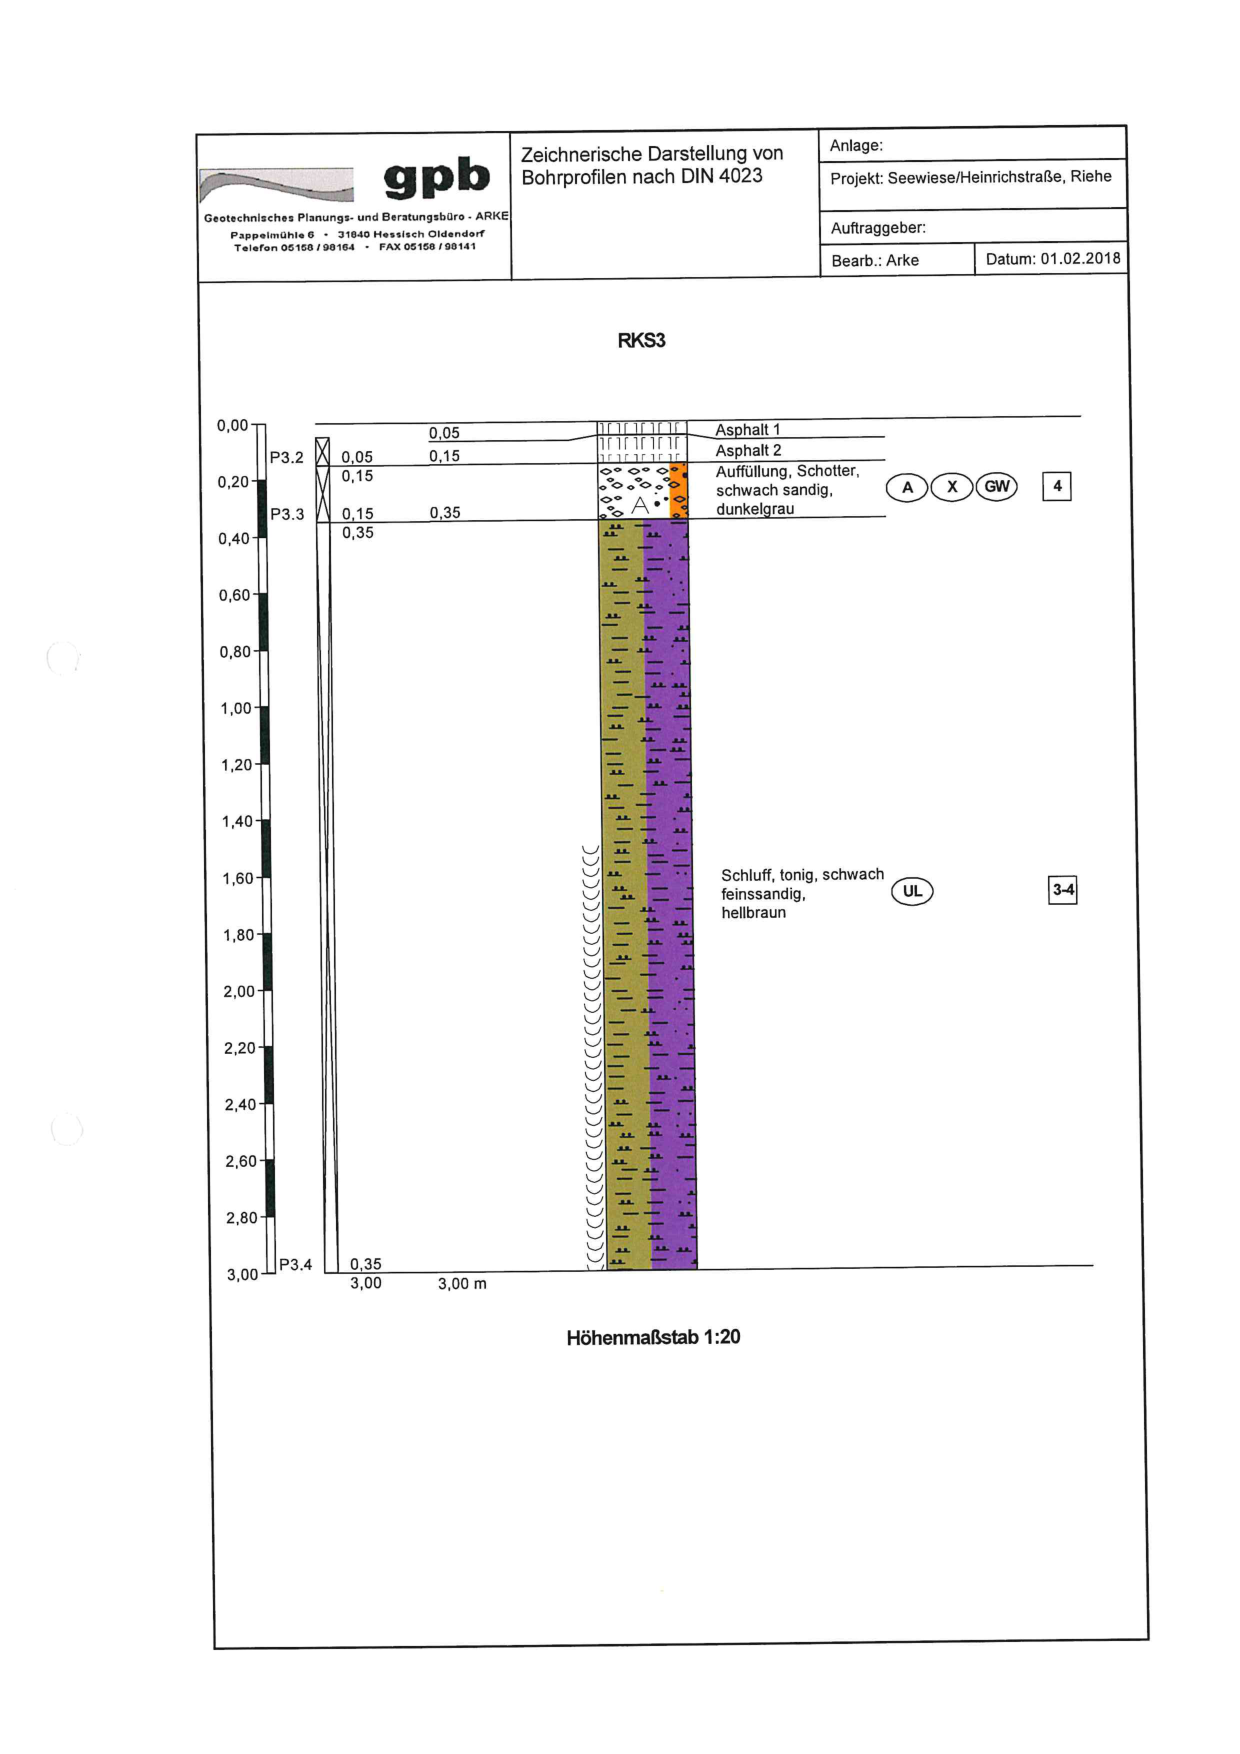 gpb
Geotechnisches Planungs- und Beratungsbüro - ARKE
Pappelmühle 6 - 31840 Hessisch Oldendorf
Telefon 05158 / 98164 - FAX 05158 / 98141
Zeichnerische Darstellung von
Bohrprofilen nach DIN 4023
Anlage:
Projekt: Seewiese/Heinrichstraße, Riehe
Auftraggeber:
Bearb.: Arke
Datum: 01.02.2018
RKS3
0,00
0,05
Asphalt 1
P3.2
0,05
0,15
Asphalt 2
0,15
Auffüllung, Schotter,
0,20
schwach sandig,
A
X
GW
4
P3.3
0,15
0,35
A
dunkelgrau
0,35
0,40
0,60
0,80
1,00
1,20
1,40
1,60
Schluff, tonig, schwach
feinssandig,
UL
3-4
hellbraun
1,80
2,00
2,20
2,40
2,60
2,80
3,00
P3.4
0,35
3,00
3,00 m
Höhenmaßstab 1:20